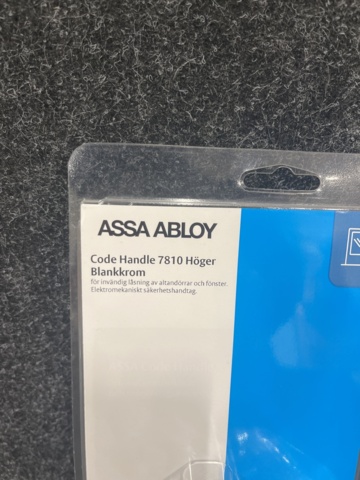 ASSA ABLOY
Code Handle 7810 Höger
Blankkrom
för invändig låsning av altandörrar och fönster.
Elektromekaniskt säkerhetshandtag.